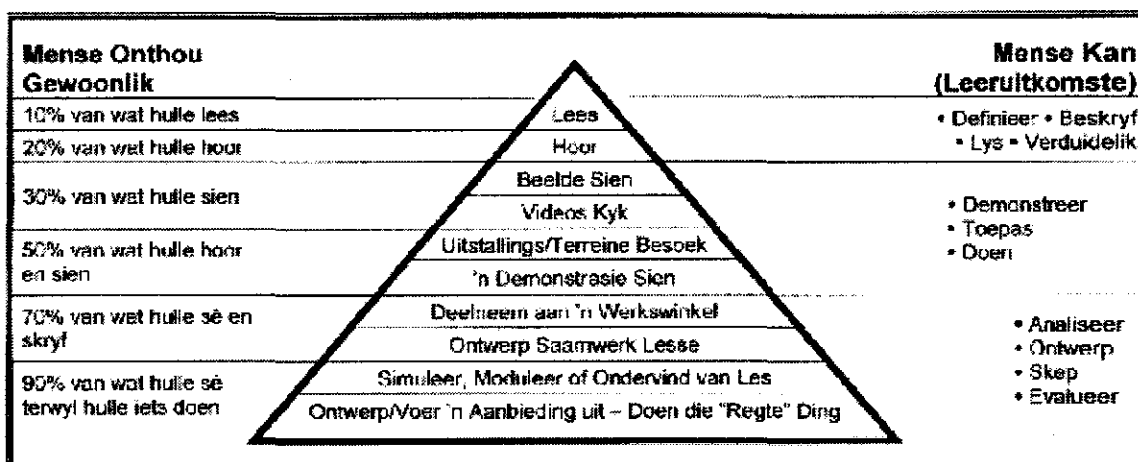 Mense Onthou
Gewoonlik
10% van wat hulle lees
20% van wat hulle hoor
30% van wat hulle sien
50% van wat hulle hoor
en sien
70% van wat hulle sê en
skryf
90% van wat hulle sê
terwyl hulle iets doen
Lees
Hoor
Beelde Sien
Videos Kyk
Uitstallings/Terreine Besoek
'n Demonstrasie Sien
Deelneem aan 'n Werkswinkel
Ontwerp Saamwerk Lesse
Simuleer, Moduleer of Ondervind van Les
Ontwerp/Voer 'n Aanbieding uit – Doen die "Regte" Ding
Mense Kan
(Leeruitkomste)
• Definieer • Beskryf
• Lys • Verduidelik
• Demonstreer
• Toepas
• Doen
• Analiseer
• Ontwerp
• Skep
• Evalueer